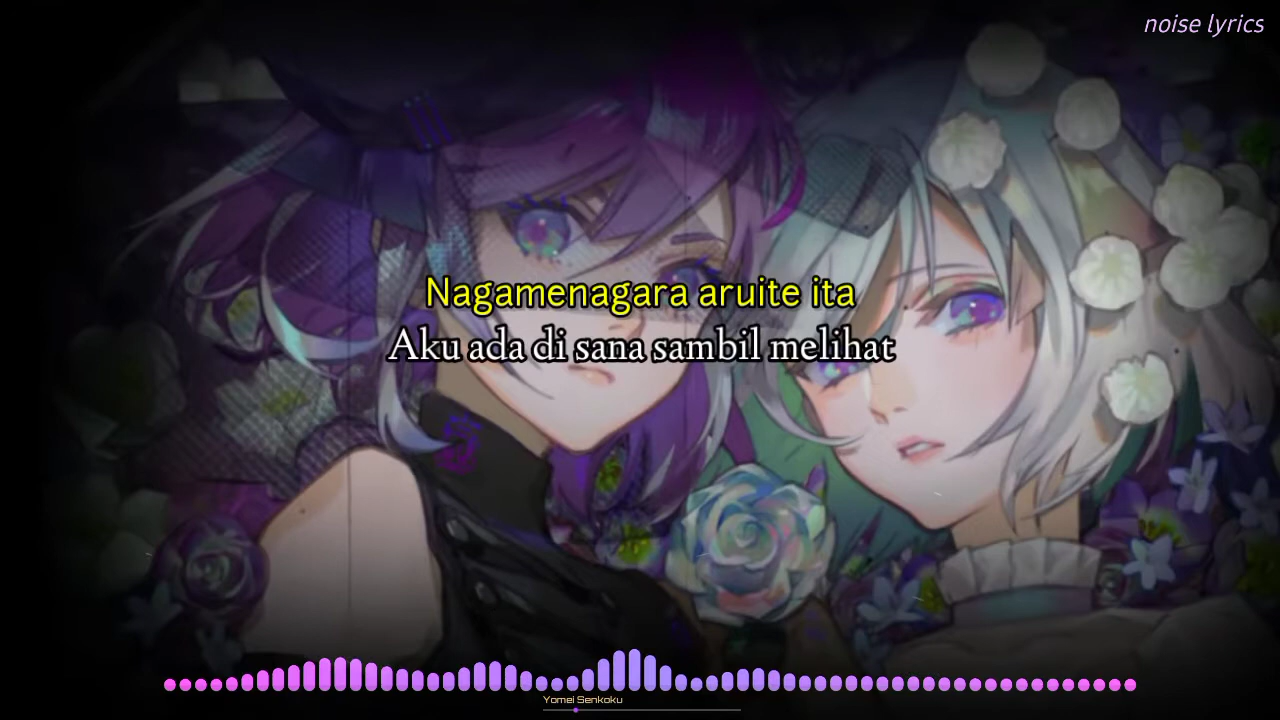 noise lyrics
Nagamenagara aruite ita
Aku ada di sana sambil melihat
Yomei Senkoku